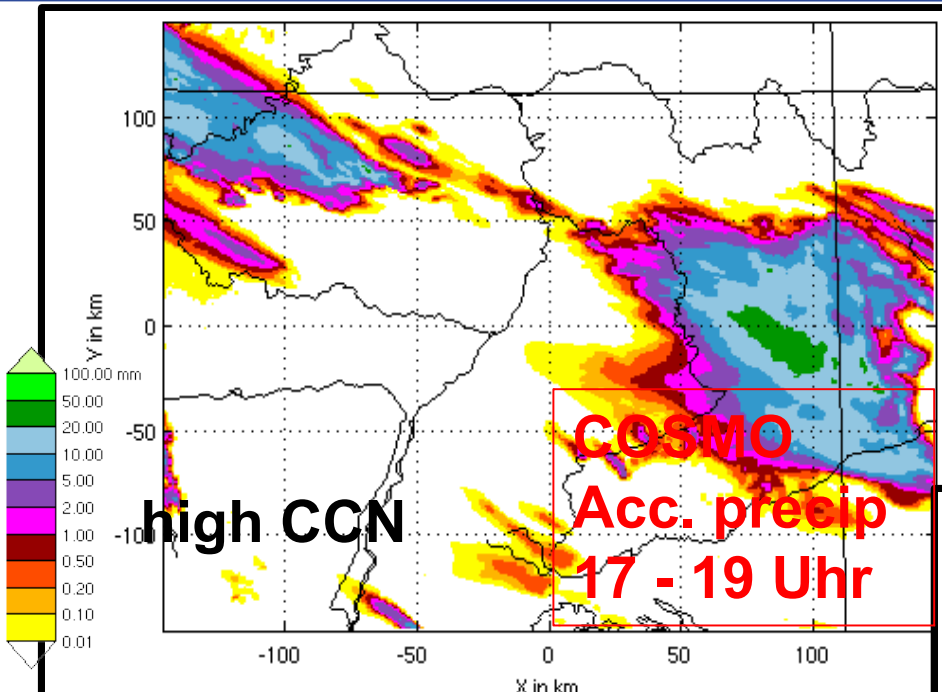 100
50
0
-50
-100
Y in km
100.00 mm
50.00
20.00
10.00
5.00
2.00
1.00
0.50
0.20
0.10
0.01
high CCN
COSMO
Acc. precip
17 - 19 Uhr
-100
-50
0
50
100
X in km